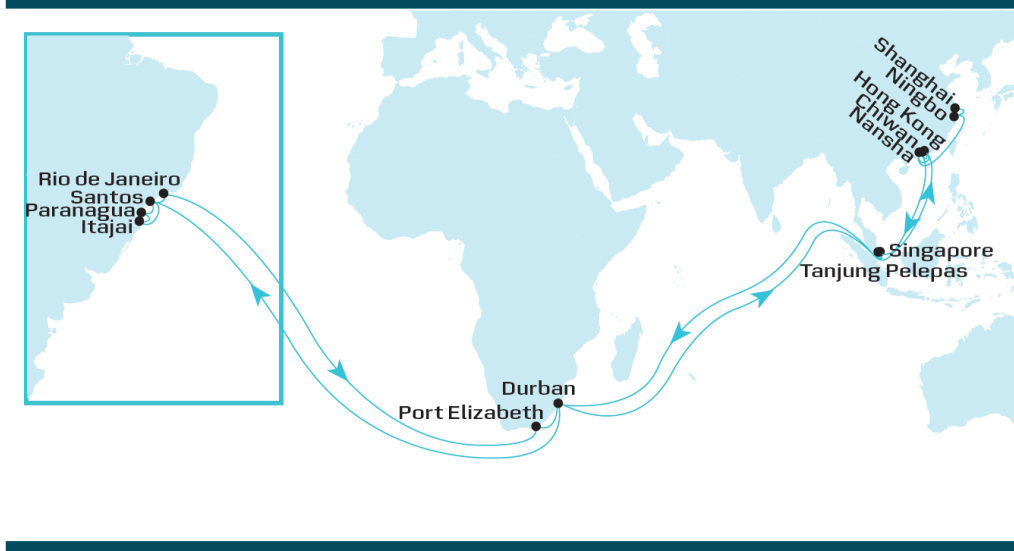 Shanghai
Ningbo
Hong Kong
Chiwan
Nansha
Rio de Janeiro
Santos
Paranagua
Itajai
Singapore
Tanjung Pelepas
Durban
Port Elizabeth